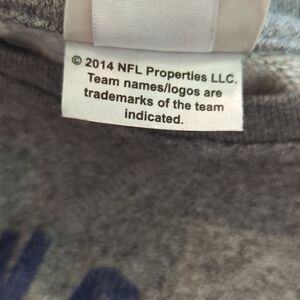 © 2014 NFL Properties LLC.
Team names/logos are
trademarks of the team
indicated.